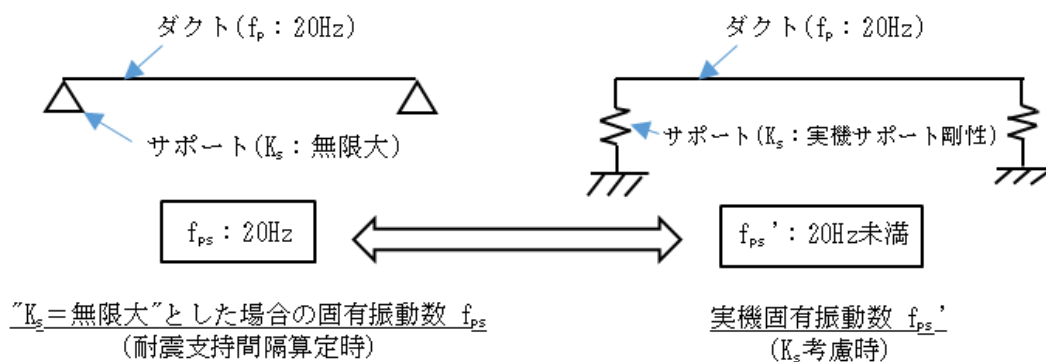 ダクト(fₚ：20Hz)
サポート(Kₛ：無限大)
fₚₛ：20Hz
"Kₛ＝無限大"とした場合の固有振動数 fₚₛ
(耐震支持間隔算定時)
ダクト(fₚ：20Hz)
サポート(Kₛ：実機サポート剛性)
fₚₛ’：20Hz未満
実機固有振動数 fₚₛ’
(Kₛ考慮時)